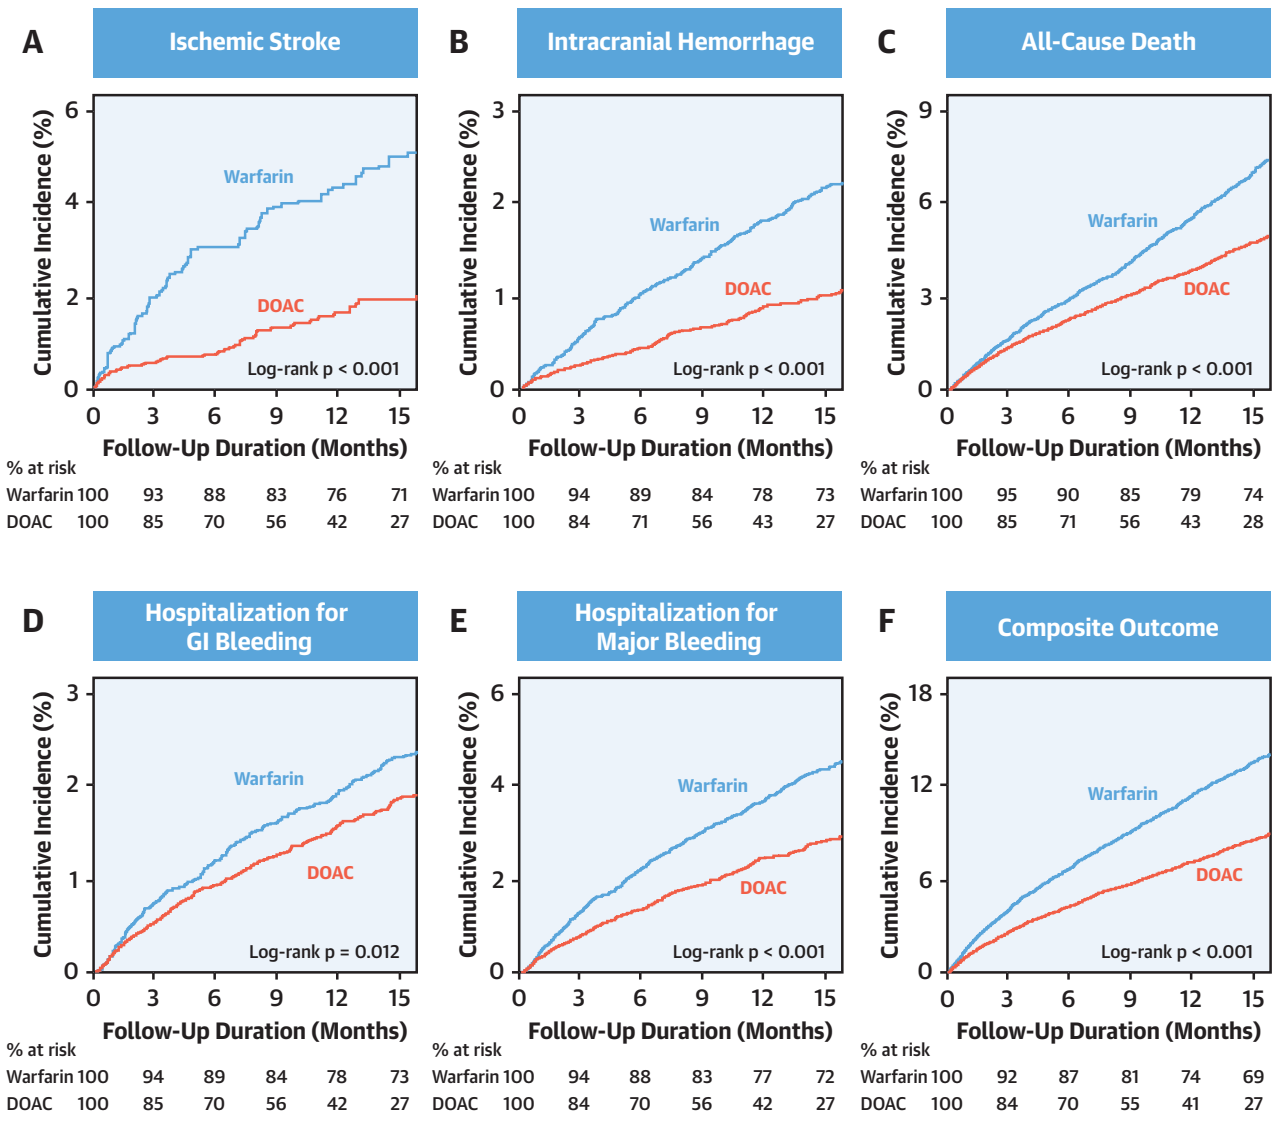 A
Ischemic Stroke
Cumulative Incidence (%)
6
4
2
0
Warfarin
DOAC
Log-rank p < 0.001
0 3 6 9 12 15
Follow-Up Duration (Months)
% at risk
Warfarin 100 93 88 83 76 71
DOAC 100 85 70 56 42 27
B
Intracranial Hemorrhage
Cumulative Incidence (%)
3
2
1
0
Warfarin
DOAC
Log-rank p < 0.001
0 3 6 9 12 15
Follow-Up Duration (Months)
% at risk
Warfarin 100 94 89 84 78 73
DOAC 100 84 71 56 43 27
C
All-Cause Death
Cumulative Incidence (%)
9
6
3
0
Warfarin
DOAC
Log-rank p < 0.001
0 3 6 9 12 15
Follow-Up Duration (Months)
% at risk
Warfarin 100 95 90 85 79 74
DOAC 100 85 71 56 43 28
D
Hospitalization for
GI Bleeding
Cumulative Incidence (%)
3
2
1
0
Warfarin
DOAC
Log-rank p = 0.012
0 3 6 9 12 15
Follow-Up Duration (Months)
% at risk
Warfarin 100 94 89 84 78 73
DOAC 100 85 70 56 42 27
E
Hospitalization for
Major Bleeding
Cumulative Incidence (%)
6
4
2
0
Warfarin
DOAC
Log-rank p < 0.001
0 3 6 9 12 15
Follow-Up Duration (Months)
% at risk
Warfarin 100 94 88 83 77 72
DOAC 100 84 70 56 42 27
F
Composite Outcome
Cumulative Incidence (%)
18
12
6
0
Warfarin
DOAC
Log-rank p < 0.001
0 3 6 9 12 15
Follow-Up Duration (Months)
% at risk
Warfarin 100 92 87 81 74 69
DOAC 100 84 70 55 41 27